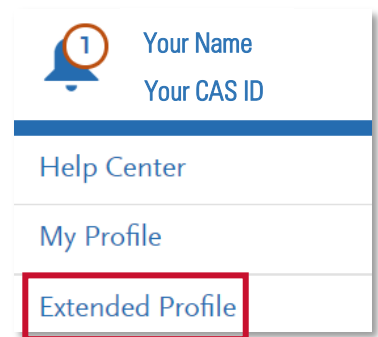 1
Your Name
Your CAS ID
Help Center
My Profile
Extended Profile